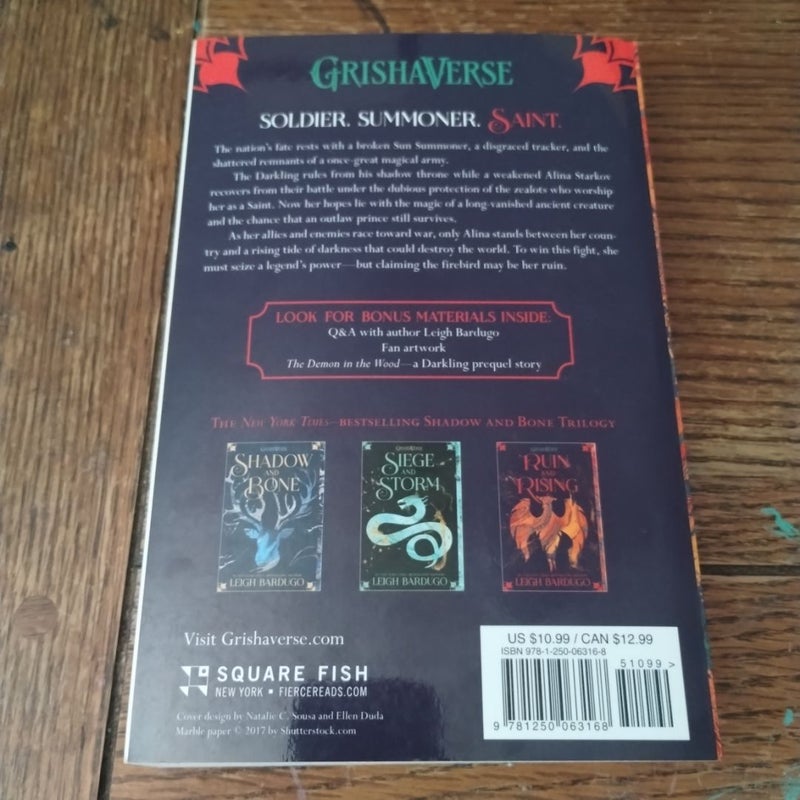 GRISHAVERSE
SOLDIER. SUMMONER. SAINT.
The nation's fate rests with a broken Sun Summoner, a disgraced tracker, and the
shattered remnants of a once-great magical army.
The Darkling rules from his shadow throne while a weakened Alina Starkov
recovers from their battle under the dubious protection of the zealots who worship
her as a Saint. Now her hopes lie with the magic of a long-vanished ancient creature
and the chance that an outlaw prince still survives.
As her allies and enemies race toward war, only Alina stands between her coun-
try and a rising tide of darkness that could destroy the world. To win this fight, she
must seize a legend's power—but claiming the firebird may be her ruin.
LOOK FOR BONUS MATERIALS INSIDE:
Q&A with author Leigh Bardugo
Fan artwork
The Demon in the Wood—a Darkling prequel story
THE NEW YORK TIMES–BESTSELLING SHADOW AND BONE TRILOGY
GRISHAVERSE
SHADOW
AND
BONE
LEIGH BARDUGO
GRISHAVERSE
SIEGE
AND
STORM
LEIGH BARDUGO
GRISHAVERSE
RUIN
AND
RISING
LEIGH BARDUGO
Visit Grishaverse.com
SQUARE FISH
NEW YORK • FIERCEREADS.COM
Cover design by Natalie C. Sousa and Ellen Duda
Marble paper © 2017 by Shutterstock.com
US $10.99 / CAN $12.99
ISBN 978-1-250-06316-8
51099>
9 781250 063168